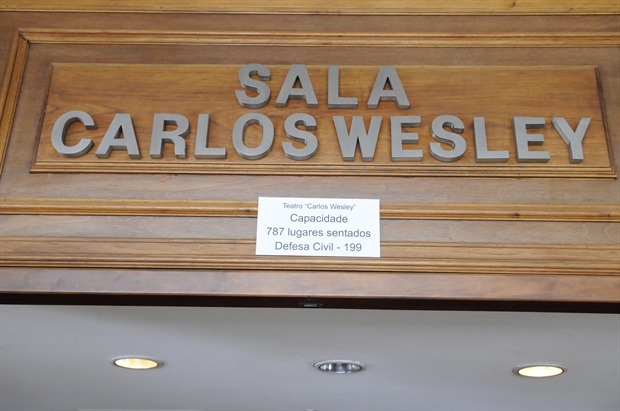 SALA
CARLOS WESLEY
Teatro "Carlos Wesley"
Capacidade
787 lugares sentados
Defesa Civil - 199